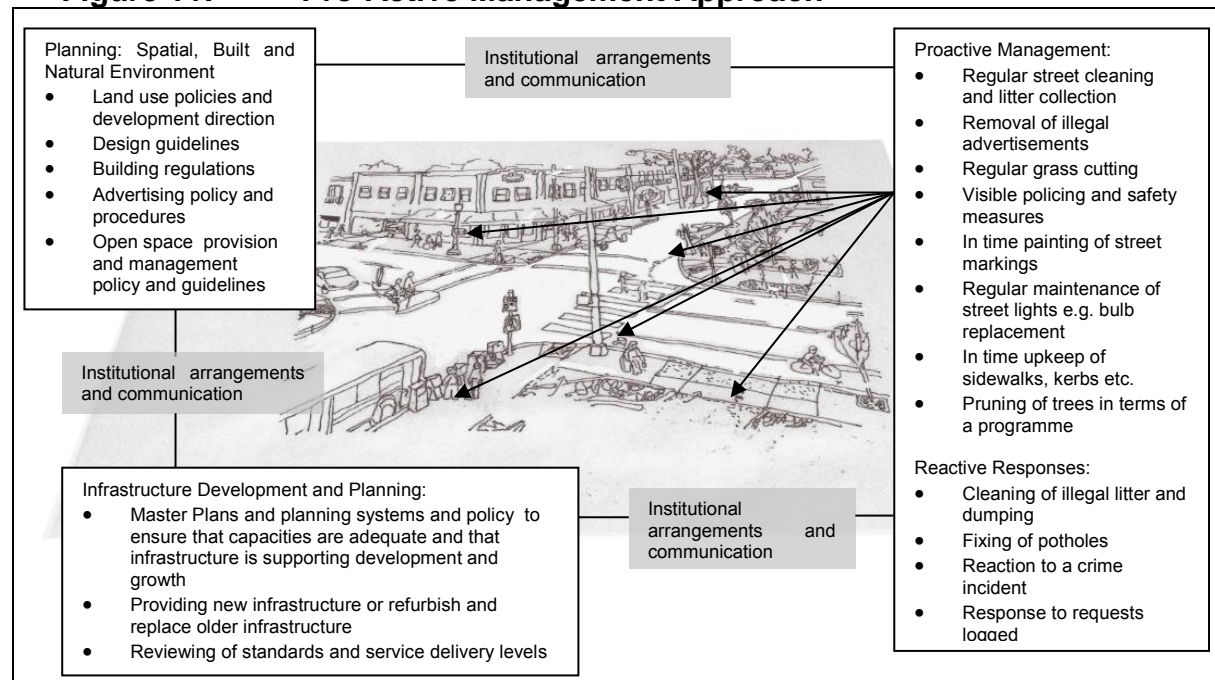 Planning: Spatial, Built and
Natural Environment
• Land use policies and
development direction
• Design guidelines
• Building regulations
• Advertising policy and
procedures
• Open space provision
and management
policy and guidelines
Institutional arrangements
and communication
Proactive Management:
• Regular street cleaning
and litter collection
• Removal of illegal
advertisements
• Regular grass cutting
• Visible policing and safety
measures
• In time painting of street
markings
• Regular maintenance of
street lights e.g. bulb
replacement
• In time upkeep of
sidewalks, kerbs etc.
• Pruning of trees in terms of
a programme
Reactive Responses:
• Cleaning of illegal litter and
dumping
• Fixing of potholes
• Reaction to a crime
incident
• Response to requests
logged
Institutional arrangements
and communication
Infrastructure Development and Planning:
• Master Plans and planning systems and policy to
ensure that capacities are adequate and that
infrastructure is supporting development and
growth
• Providing new infrastructure or refurbish and
replace older infrastructure
• Reviewing of standards and service delivery levels
Institutional
arrangements and
communication